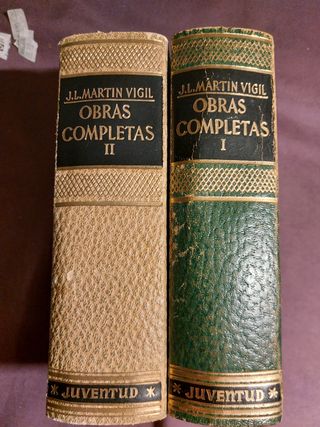 J.L.MARTIN VIGIL
OBRAS
COMPLETAS
II
JUVENTUD
J.L.MARTIN VIGIL
OBRAS
COMPLETAS
I
JUVENTUD